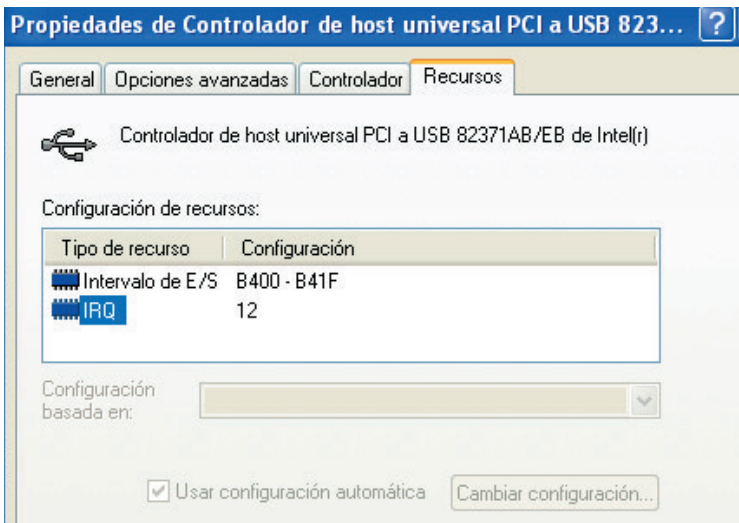 Propiedades de Controlador de host universal PCI a USB 823... ?
General Opciones avanzadas Controlador Recursos
Controlador de host universal PCI a USB 82371AB/EB de Intel(r)
Configuración de recursos:
Tipo de recurso Configuración
Intervalo de E/S B400 - B41F
IRQ 12
Configuración
basada en:
Usar configuración automática Cambiar configuración...